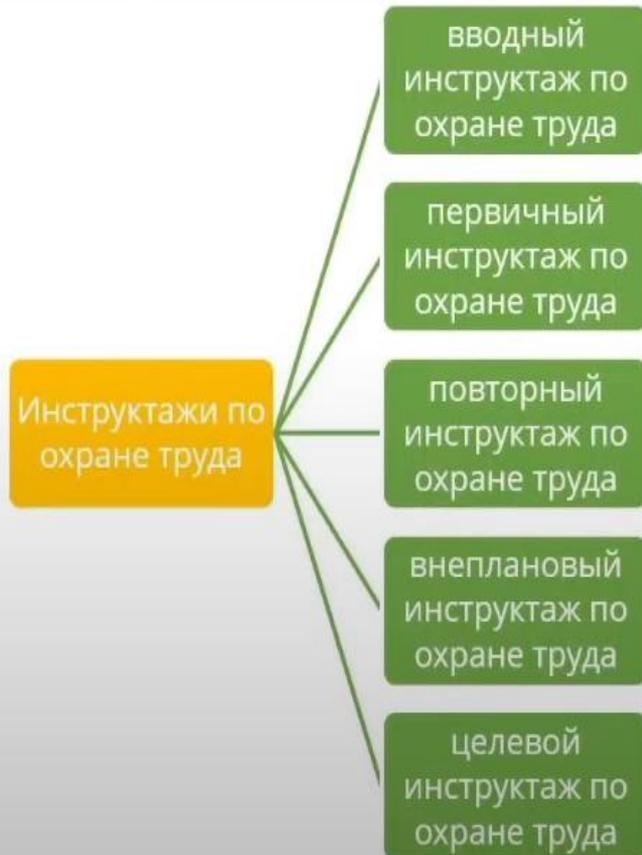 вводный
инструктаж по
охране труда
первичный
инструктаж по
охране труда
Инструктажи по
охране труда
повторный
инструктаж по
охране труда
внеплановый
инструктаж по
охране труда
целевой
инструктаж по
охране труда